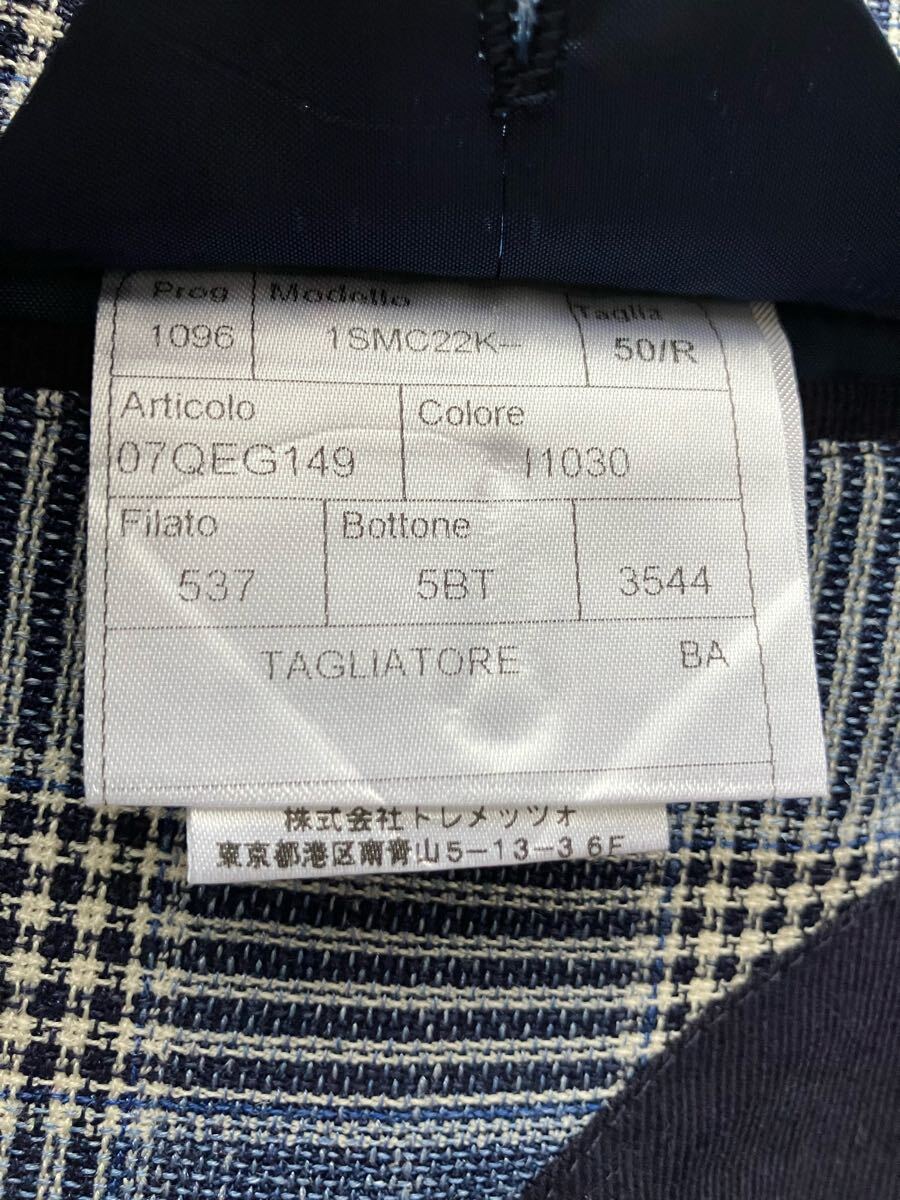 Prog Modello Taglia
1096 1SMC22K-- 50/R
Articolo Colore
07QEG149 I1030
Filato Bottone
537 5BT 3544
TAGLIATORE BA
株式会社トレメッツォ
東京都港区南青山5-13-3 6F